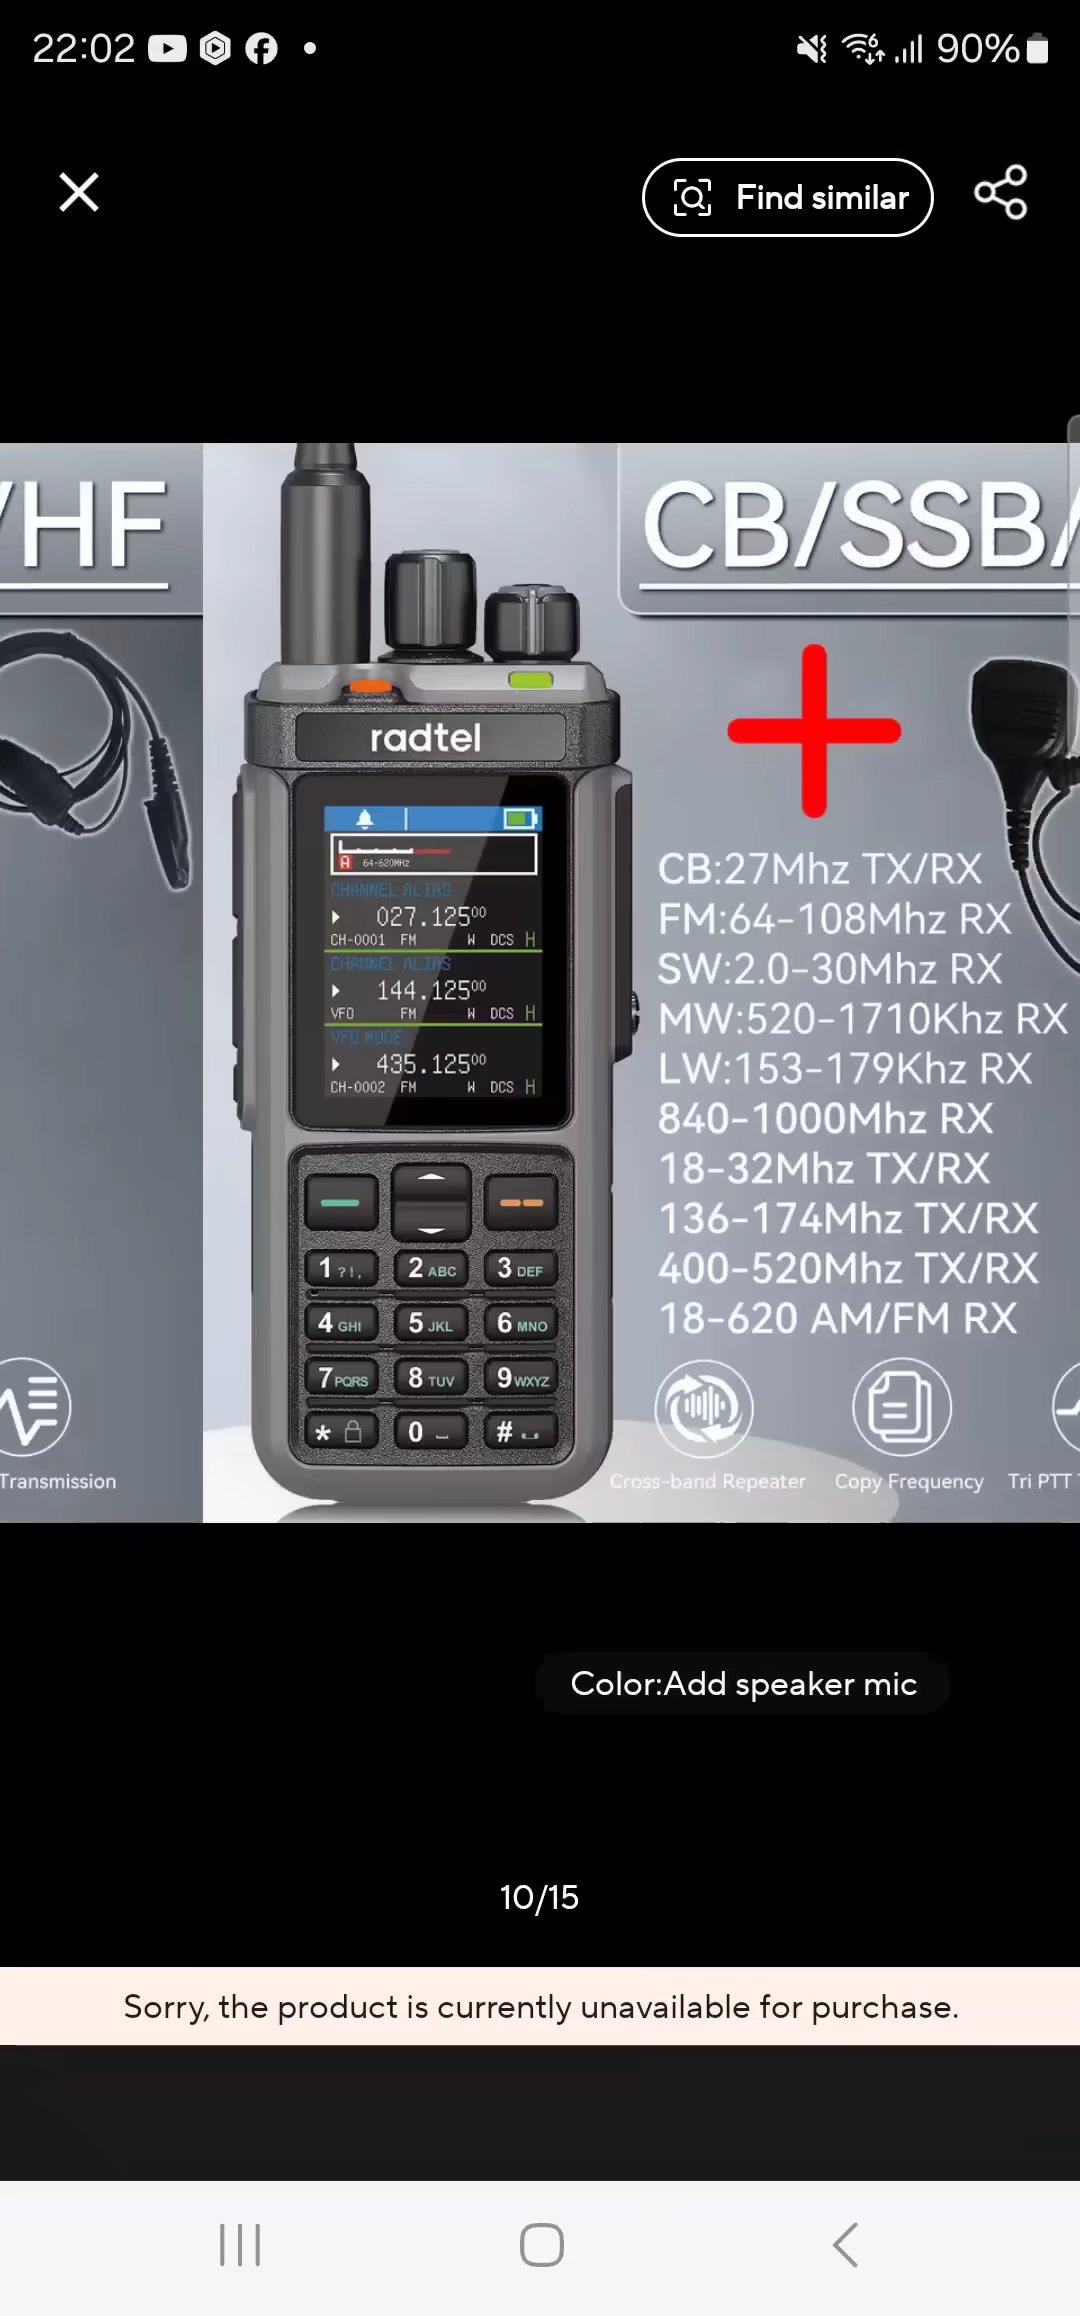 22:02
90%
Find similar
/HF
CB/SSB/
radtel
A 64-620MHz
CHANNEL ALIAS
027.12500
CH-0001 FM W DCS H
CHANNEL ALIAS
144.12500
VFO FM W DCS H
VFO MODE
435.12500
CH-0002 FM W DCS H
CB:27Mhz TX/RX
FM:64-108Mhz RX
SW:2.0-30Mhz RX
MW:520-1710Khz RX
LW:153-179Khz RX
840-1000Mhz RX
18-32Mhz TX/RX
136-174Mhz TX/RX
400-520Mhz TX/RX
18-620 AM/FM RX
1 ?!, 2 ABC 3 DEF
4 GHI 5 JKL 6 MNO
7 PQRS 8 TUV 9 WXYZ
* 0 #
Transmission
Cross-band Repeater
Copy Frequency
Tri PTT
Color:Add speaker mic
10/15
Sorry, the product is currently unavailable for purchase.